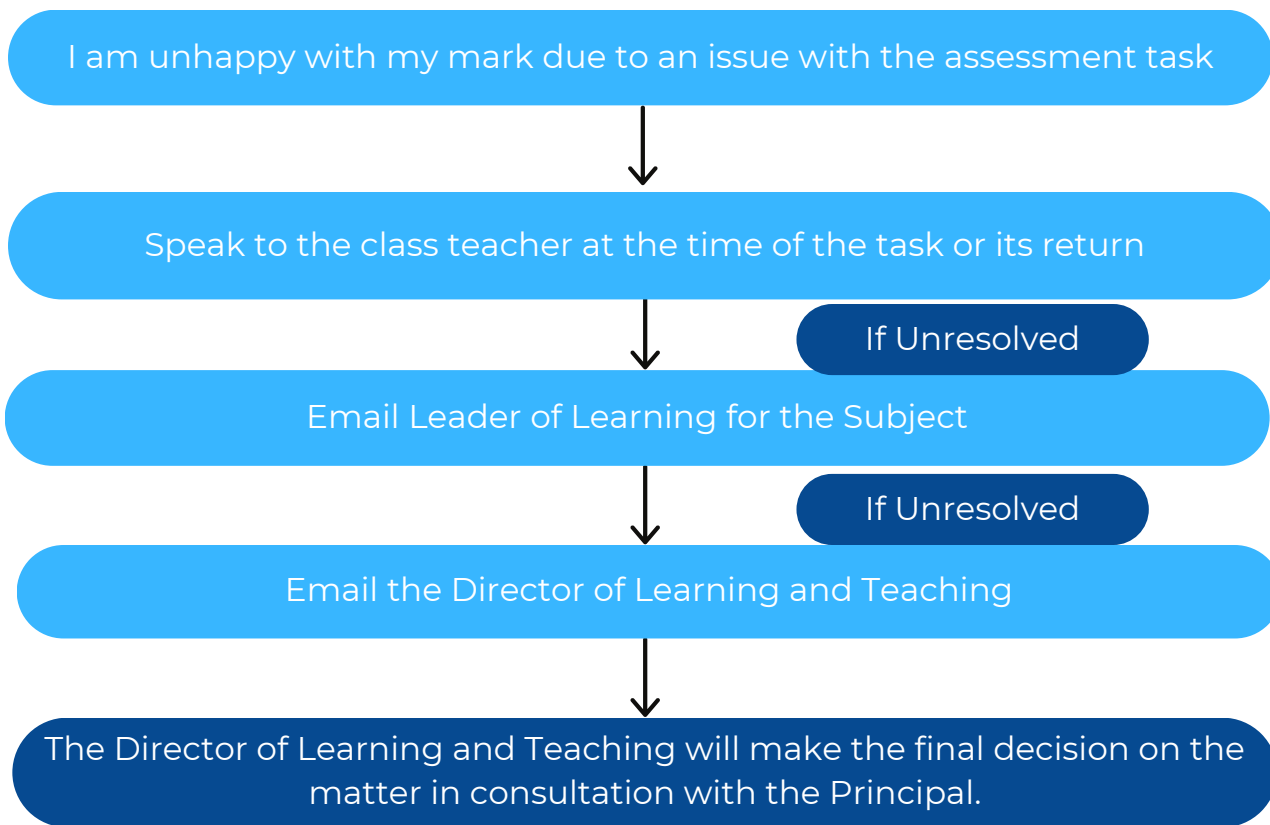 I am unhappy with my mark due to an issue with the assessment task
Speak to the class teacher at the time of the task or its return
If Unresolved
Email Leader of Learning for the Subject
If Unresolved
Email the Director of Learning and Teaching
The Director of Learning and Teaching will make the final decision on the
matter in consultation with the Principal.